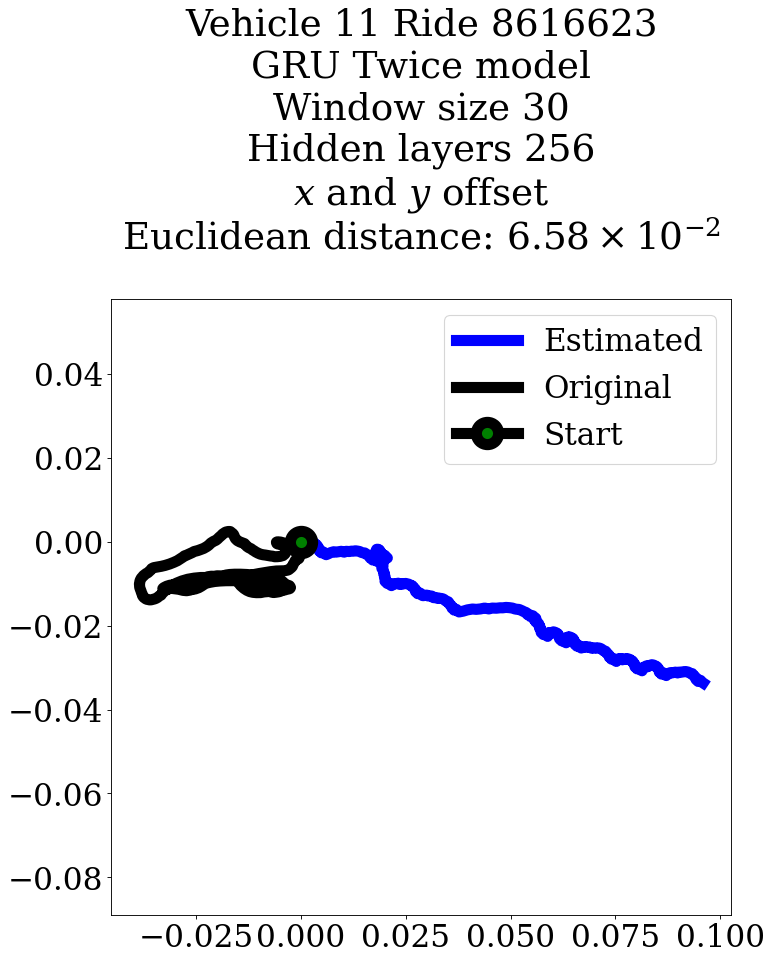 Vehicle 11 Ride 8616623
GRU Twice model
Window size 30
Hidden layers 256
x and y offset
Euclidean distance: 6.58 × 10⁻²
Estimated
Original
Start
0.04
0.02
0.00
−0.02
−0.04
−0.06
−0.08
−0.025 0.000 0.025 0.050 0.075 0.100